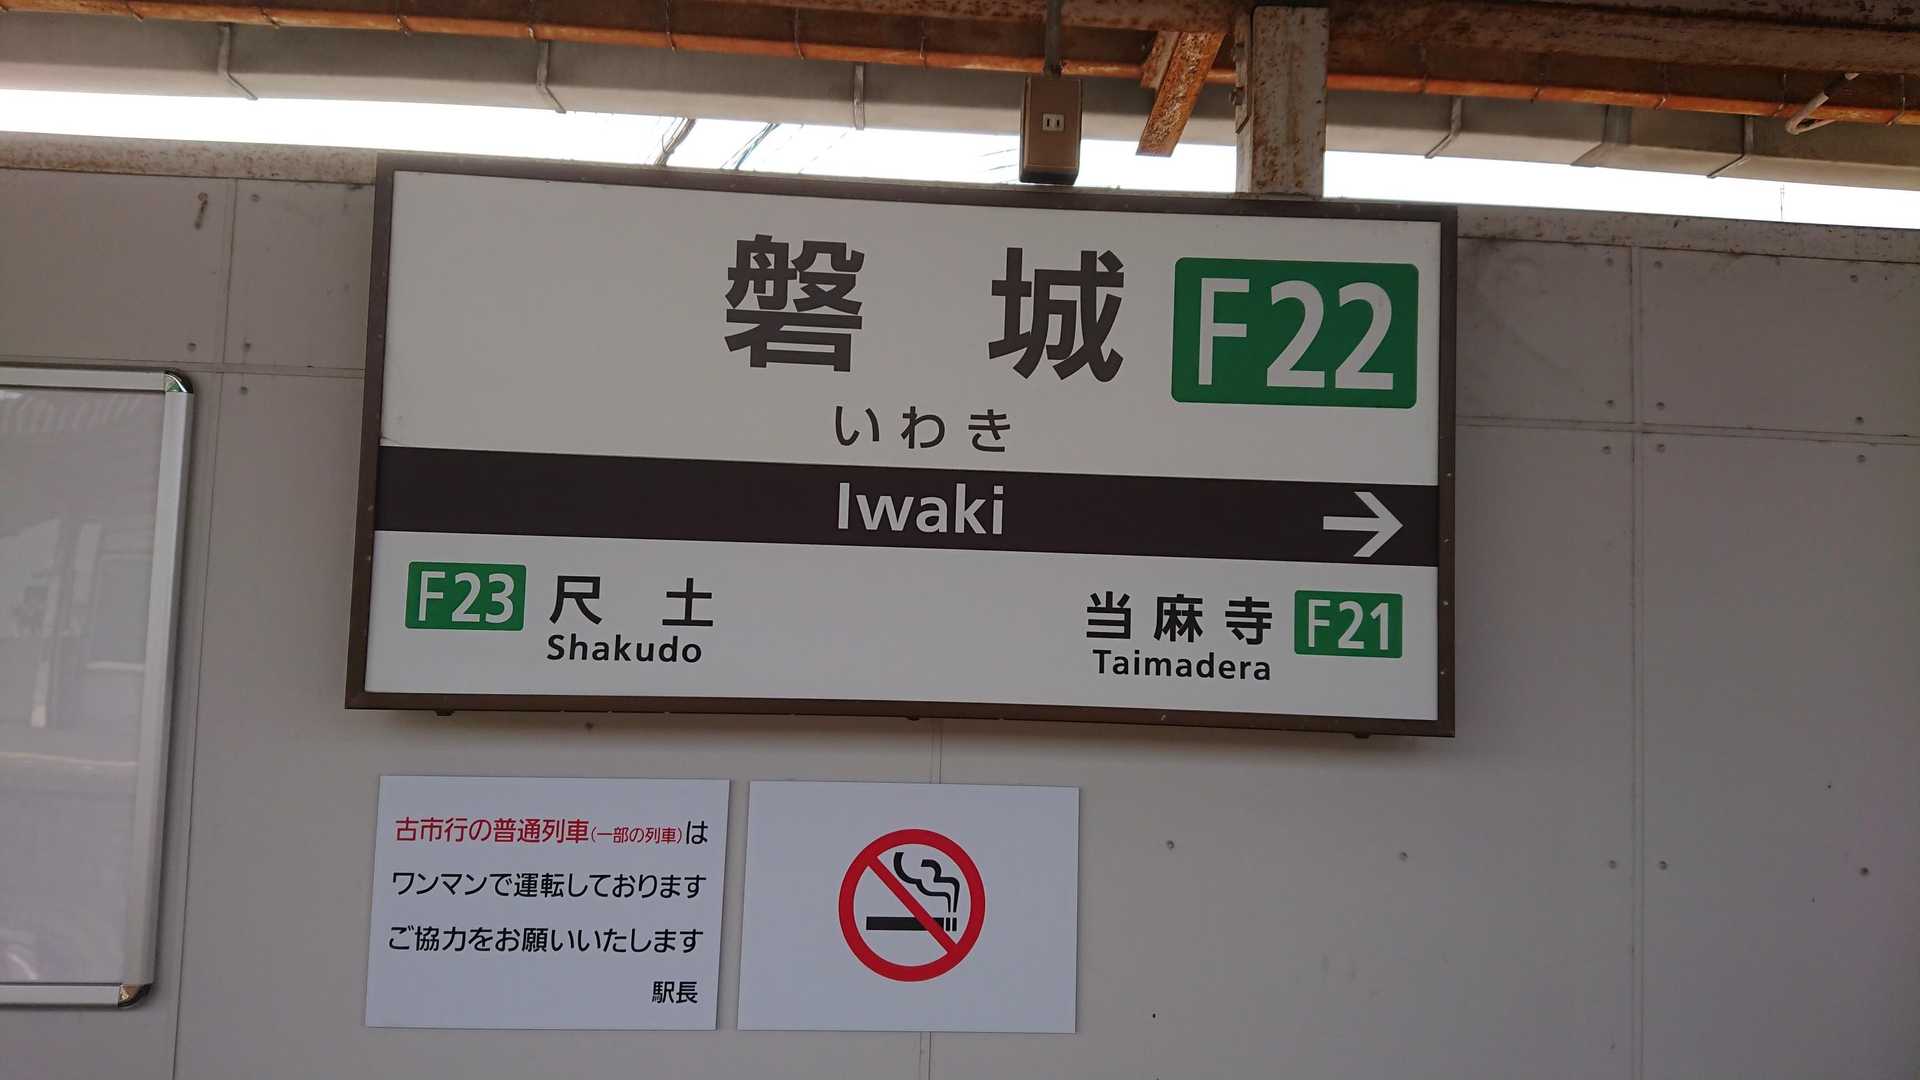 磐城 F22
いわき
Iwaki →
F23 尺土 当麻寺 F21
Shakudo Taimadera
古市行の普通列車(一部の列車)は
ワンマンで運転しております
ご協力をお願いいたします
駅長